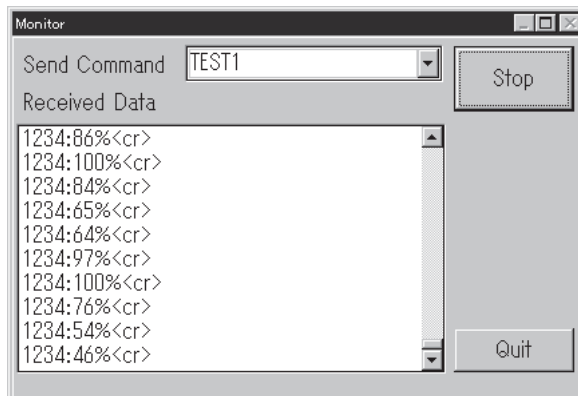 Monitor
Send Command TEST1
Stop
Received Data
1234:86%<cr>
1234:100%<cr>
1234:84%<cr>
1234:65%<cr>
1234:64%<cr>
1234:97%<cr>
1234:100%<cr>
1234:76%<cr>
1234:54%<cr>
1234:46%<cr>
Quit